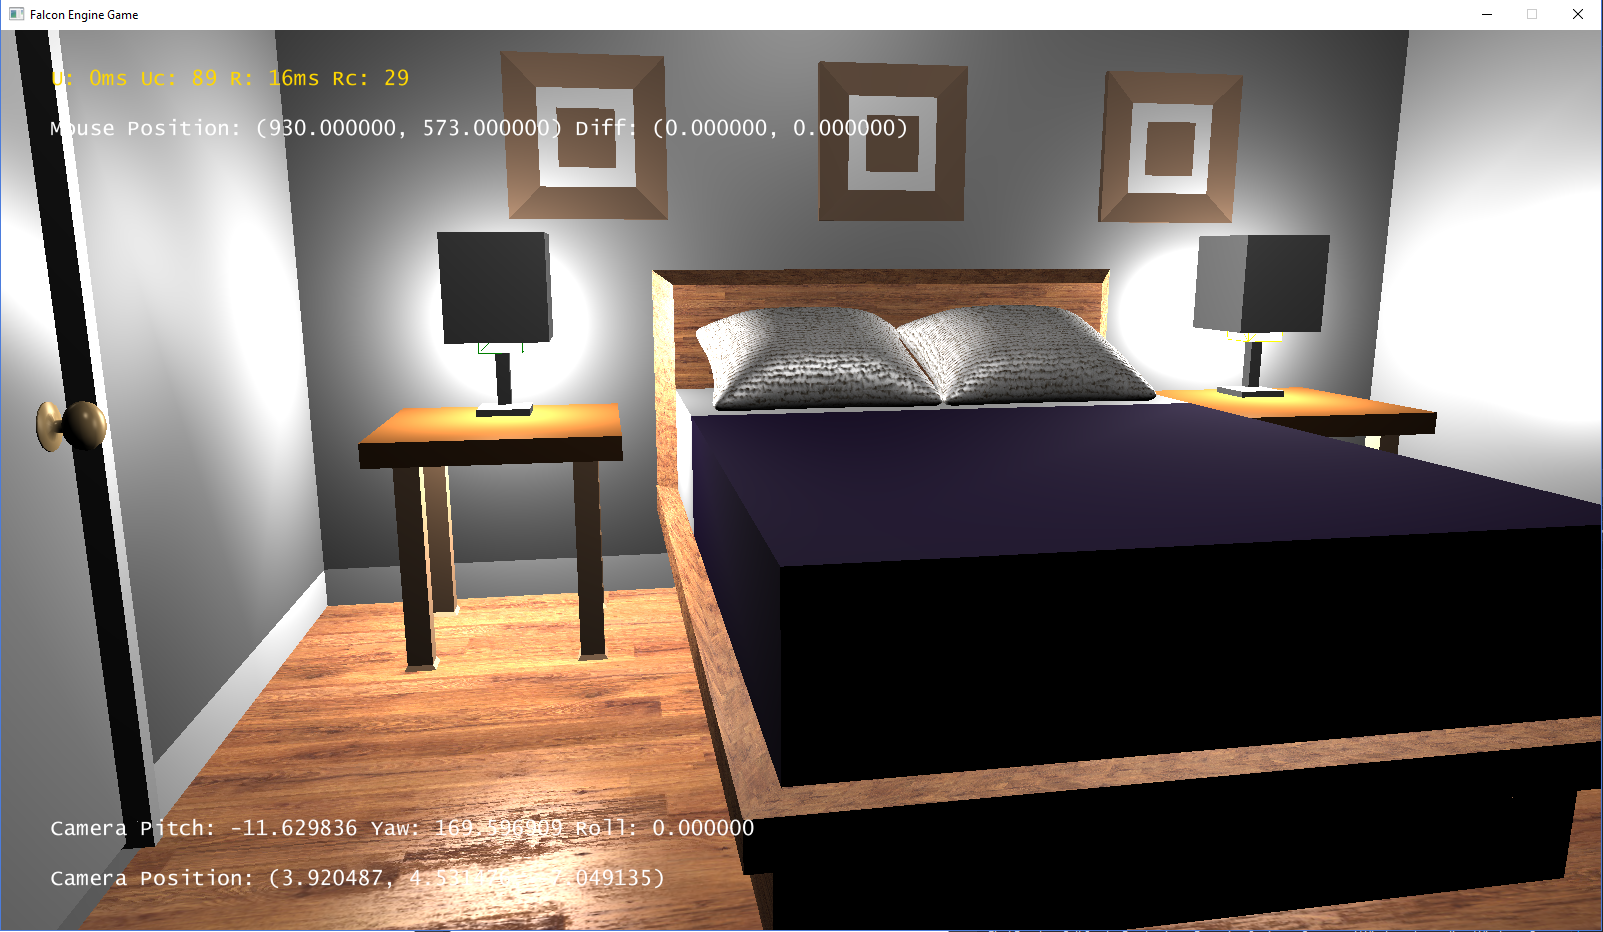 Falcon Engine Game
U: 0ms Uc: 89 R: 16ms Rc: 29
Mouse Position: (930.000000, 573.000000) Diff: (0.000000, 0.000000)
Camera Pitch: -11.629836 Yaw: 169.596909 Roll: 0.000000
Camera Position: (3.920487,